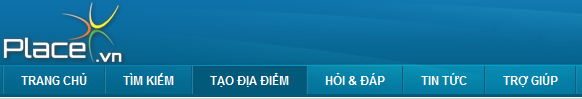 Place.vn
TRANG CHỦ TÌM KIẾM TẠO ĐỊA ĐIỂM HỎI & ĐÁP TIN TỨC TRỢ GIÚP